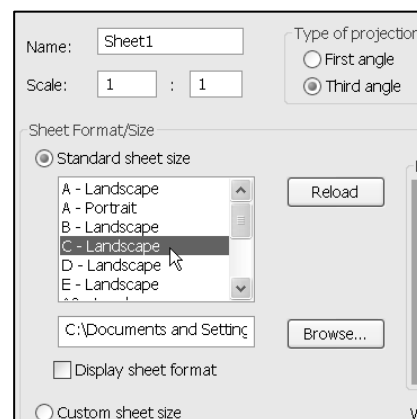 Name: Sheet1
Type of projection
First angle
Scale: 1 : 1
Third angle
Sheet Format/Size
Standard sheet size
A - Landscape
A - Portrait
B - Landscape
C - Landscape
D - Landscape
E - Landscape
Reload
C:\Documents and Setting
Browse...
Display sheet format
Custom sheet size